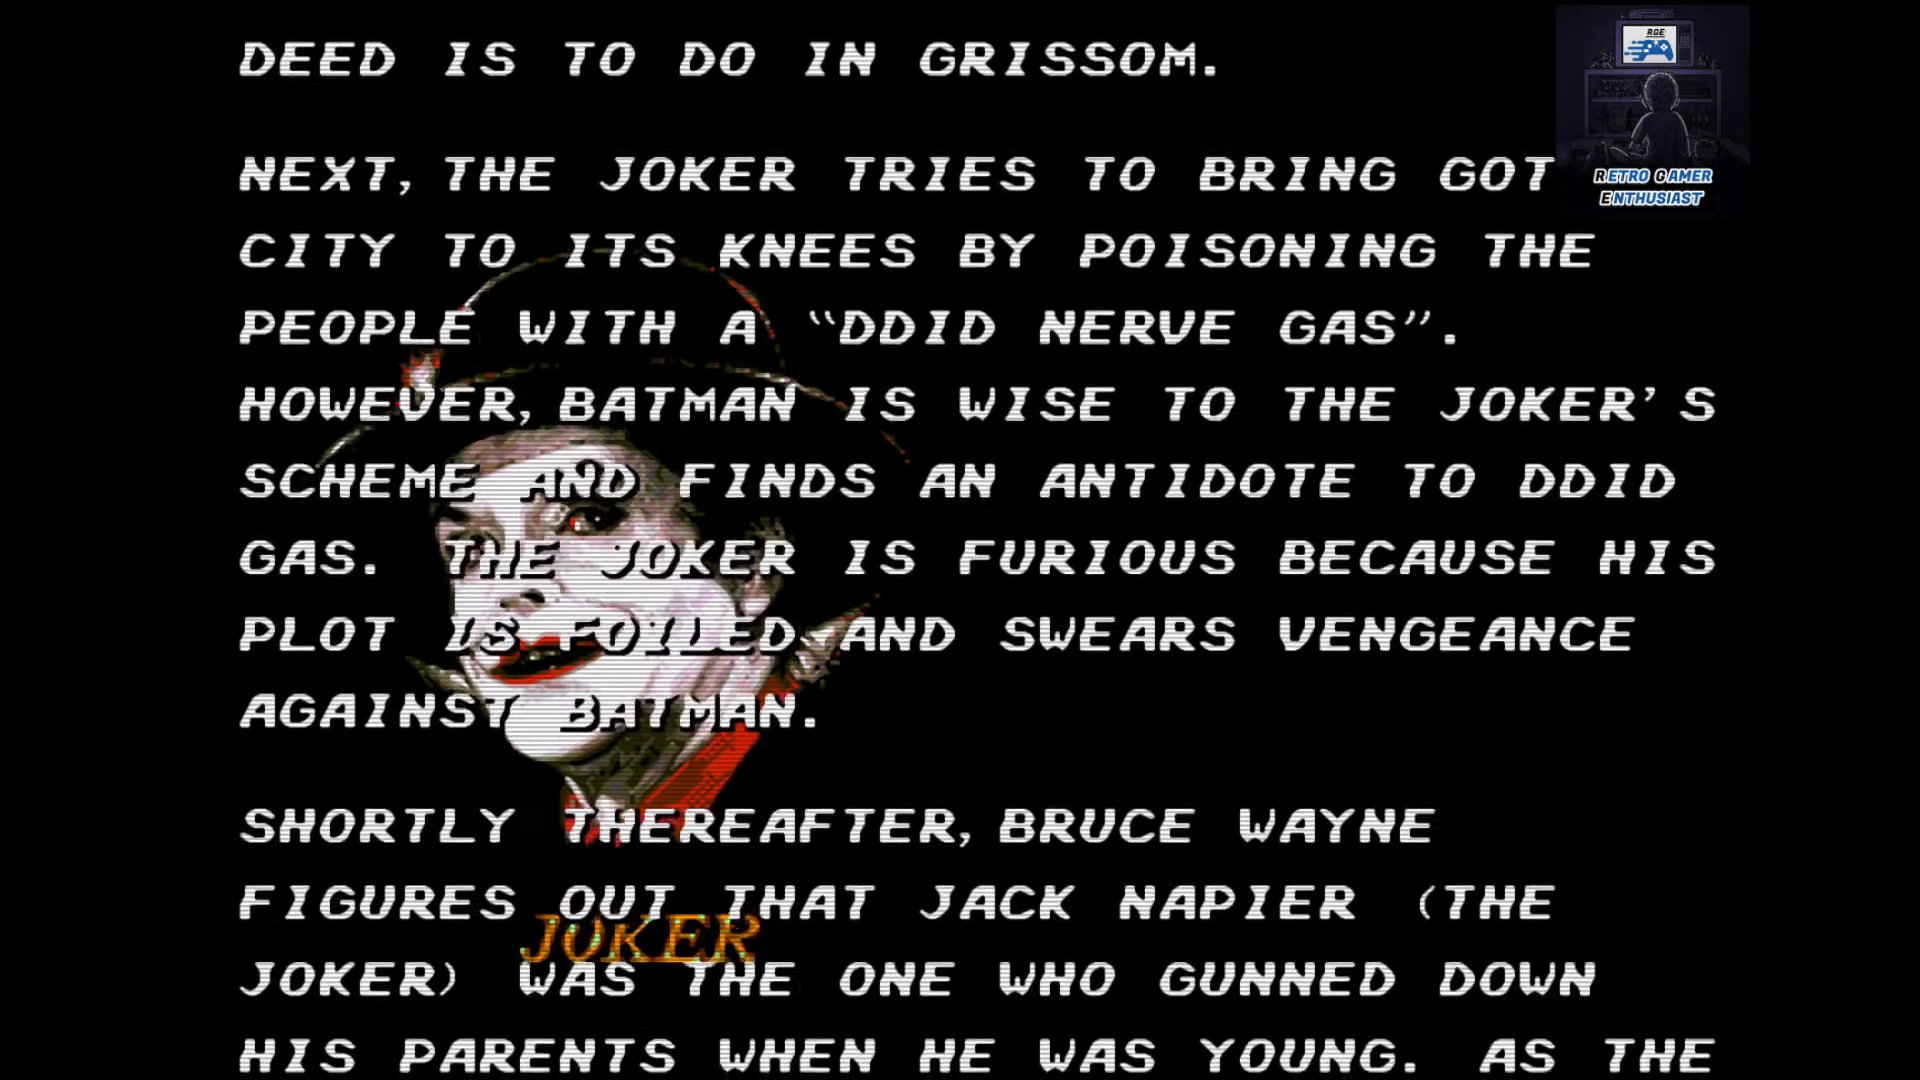 DEED IS TO DO IN GRISSOM.
NEXT, THE JOKER TRIES TO BRING GOT
CITY TO ITS KNEES BY POISONING THE
PEOPLE WITH A “DDID NERVE GAS”.
HOWEVER, BATMAN IS WISE TO THE JOKER’S
SCHEME AND FINDS AN ANTIDOTE TO DDID
GAS. THE JOKER IS FURIOUS BECAUSE HIS
PLOT IS FOILED AND SWEARS VENGEANCE
AGAINST BATMAN.
SHORTLY THEREAFTER, BRUCE WAYNE
FIGURES OUT THAT JACK NAPIER (THE
JOKER) WAS THE ONE WHO GUNNED DOWN
HIS PARENTS WHEN HE WAS YOUNG. AS THE
JOKER
RGE
RETRO GAMER
ENTHUSIAST